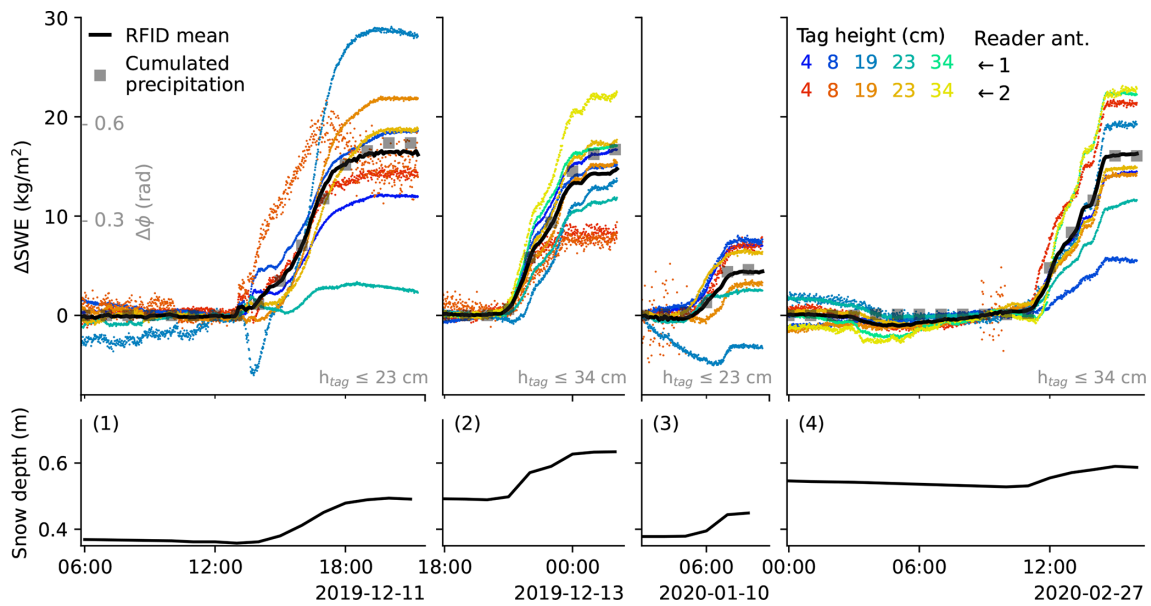 30
20
10
0
ΔSWE (kg/m²)
0.6
0.3
Δϕ (rad)
RFID mean
Cumulated
precipitation
Tag height (cm)
Reader ant.
4 8 19 23 34 ←1
4 8 19 23 34 ←2
h_tag ≤ 23 cm
h_tag ≤ 34 cm
h_tag ≤ 23 cm
h_tag ≤ 34 cm
Snow depth (m)
0.6
0.4
(1)
(2)
(3)
(4)
06:00 12:00 18:00 18:00 00:00 06:00 00:00 06:00 12:00
2019-12-11 2019-12-13 2020-01-10 2020-02-27